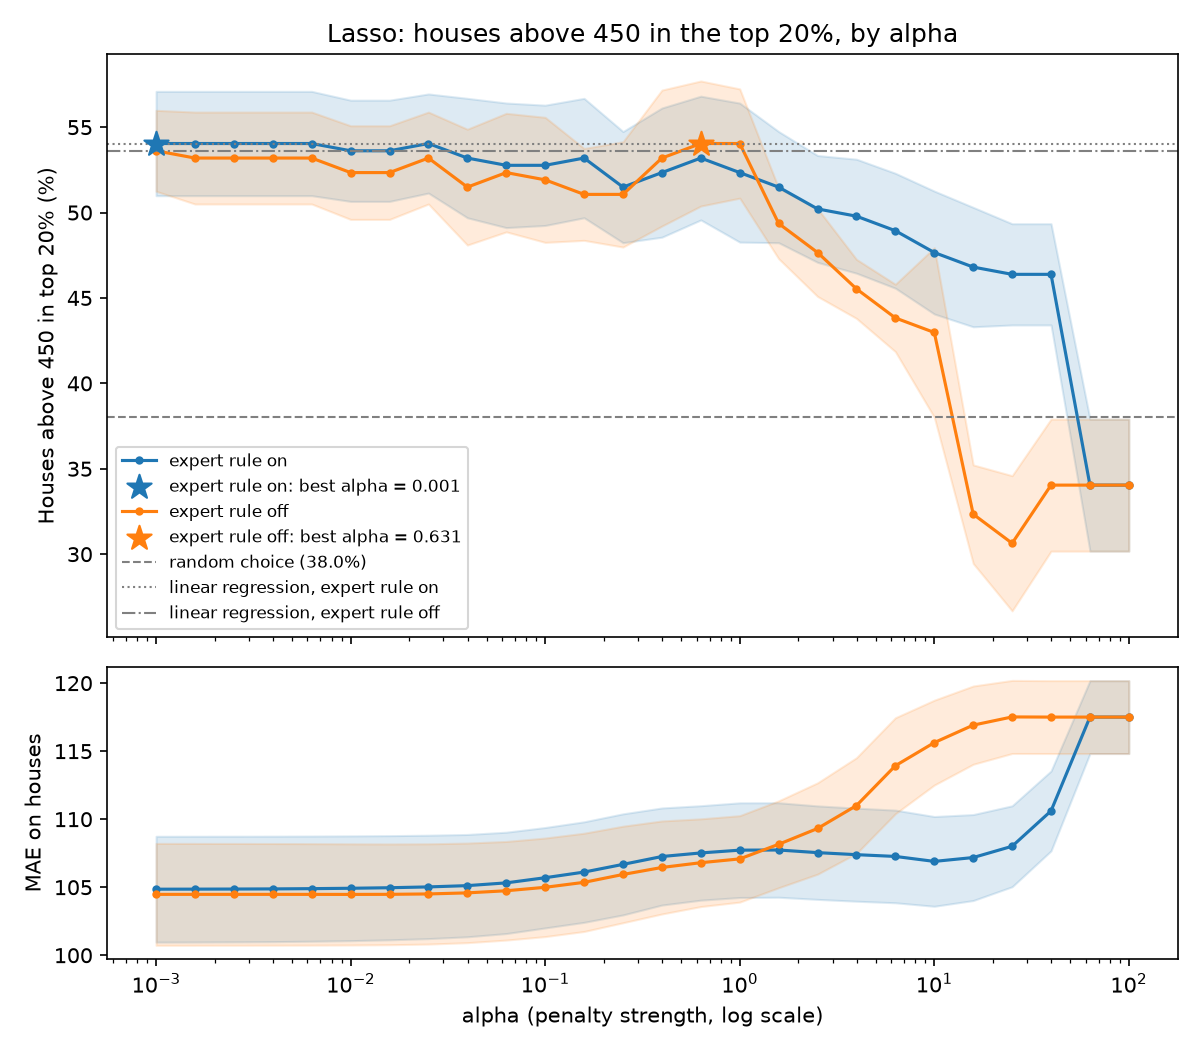 Lasso: houses above 450 in the top 20%, by alpha
Houses above 450 in top 20% (%)
55
50
45
40
35
30
expert rule on
expert rule on: best alpha = 0.001
expert rule off
expert rule off: best alpha = 0.631
random choice (38.0%)
linear regression, expert rule on
linear regression, expert rule off
MAE on houses
120
115
110
105
100
10⁻³ 10⁻² 10⁻¹ 10⁰ 10¹ 10²
alpha (penalty strength, log scale)